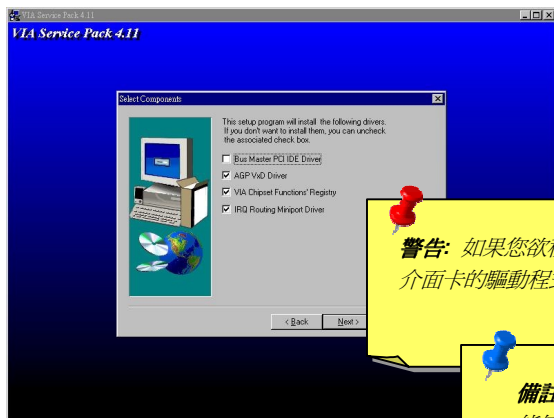 VIA Service Pack 4.11
VIA Service Pack 4.11
Select Components
This setup program will install the following drivers.
If you don't want to install them, you can uncheck
the associated check box.
Bus Master PCI IDE Driver
AGP VxD Driver
VIA Chipset Functions' Registry
IRQ Routing Miniport Driver
< Back
Next >
警告: 如果您欲
介面卡的驅動程
備註